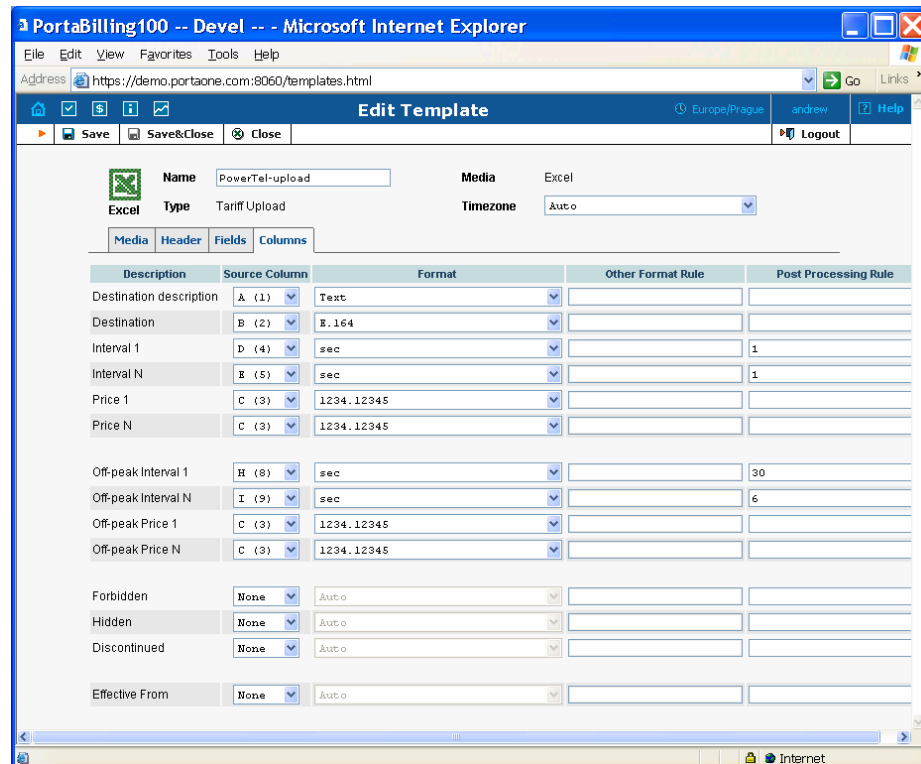 PortaBilling100 -- Devel -- - Microsoft Internet Explorer
File Edit View Favorites Tools Help
Address https://demo.portaone.com:8060/templates.html Go Links
Edit Template Europe/Prague andrew ? Help
Save Save&Close Close Logout
Name PowerTel-upload Media Excel
Excel Type Tariff Upload Timezone Auto
Media Header Fields Columns
Description Source Column Format Other Format Rule Post Processing Rule
Destination description A (1) Text
Destination B (2) E.164
Interval 1 D (4) sec 1
Interval N E (5) sec 1
Price 1 C (3) 1234.12345
Price N C (3) 1234.12345
Off-peak Interval 1 H (8) sec 30
Off-peak Interval N I (9) sec 6
Off-peak Price 1 C (3) 1234.12345
Off-peak Price N C (3) 1234.12345
Forbidden None Auto
Hidden None Auto
Discontinued None Auto
Effective From None Auto
Internet